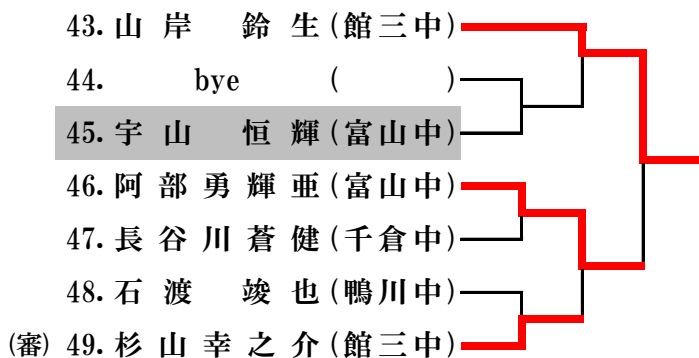 43. 山岸 鈴生 (館三中)
44. bye ( )
45. 宇山 恒輝 (富山中)
46. 阿部勇輝亜 (富山中)
47. 長谷川蒼健 (千倉中)
48. 石渡 竣也 (鴨川中)
(審) 49. 杉山幸之介 (館三中)